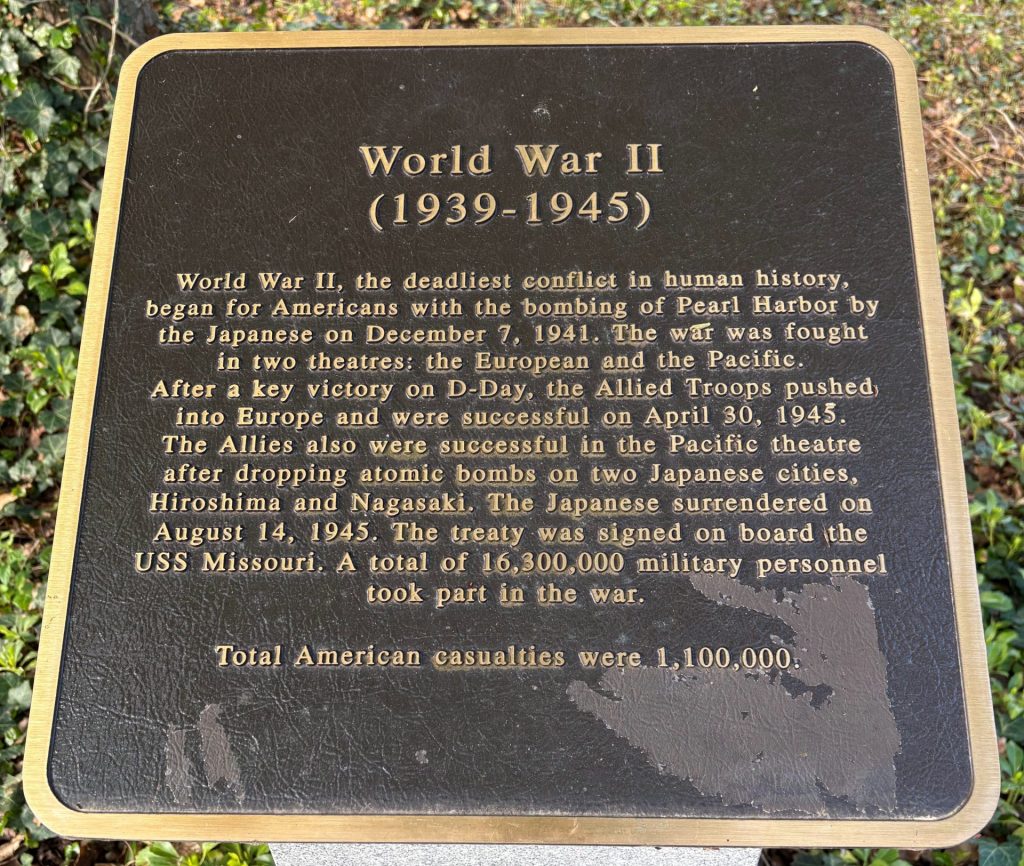 World War II
(1939-1945)
World War II, the deadliest conflict in human history,
began for Americans with the bombing of Pearl Harbor by
the Japanese on December 7, 1941. The war was fought
in two theatres: the European and the Pacific.
After a key victory on D-Day, the Allied Troops pushed
into Europe and were successful on April 30, 1945.
The Allies also were successful in the Pacific theatre
after dropping atomic bombs on two Japanese cities,
Hiroshima and Nagasaki. The Japanese surrendered on
August 14, 1945. The treaty was signed on board the
USS Missouri. A total of 16,300,000 military personnel
took part in the war.
Total American casualties were 1,100,000.